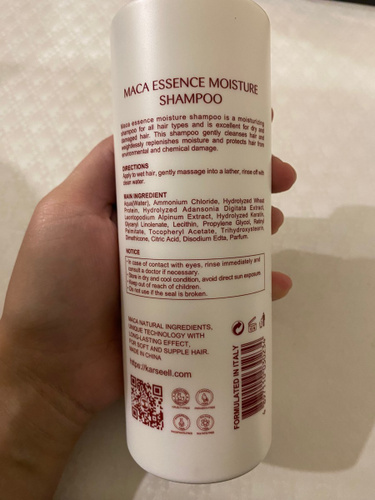 MACA ESSENCE MOISTURE
SHAMPOO
Maca essence moisture shampoo is a moisturizing
shampoo for all hair types and is excellent for dry and
damaged hair. This shampoo gently cleanses hair and
weightlessly replenishes moisture and protects hair from
environmental and chemical damage.
DIRECTIONS
Apply to wet hair, gently massage into a lather, rinse off with
clear water.
MAIN INGREDIENT
Aqua(Water), Ammonium Chloride, Hydrolyzed Wheat
Protein, Hydrolyzed Adansonia Digitata Extract,
Leontopodium Alpinum Extract, Hydrolyzed Keratin,
Glyceryl Linolenate, Lecithin, Propylene Glycol, Retinol
Palmitate, Tocopheryl Acetate, Trihydroxystearin,
Dimethicone, Citric Acid, Disodium Edta, Parfum.
NOTICE
-In case of contact with eyes, rinse immediately and
consult a doctor if necessary.
-Store in dry and cool condition, avoid direct sun exposure
-Keep out of reach of children.
-Do not use if the seal is broken.
MACA NATURAL INGREDIENTS,
UNIQUE TECHNOLOGY WITH
LONG-LASTING EFFECT,
FOR SOFT AND SUPPLE HAIR.
MADE IN CHINA
https://karseell.com
FORMULATED IN ITALY